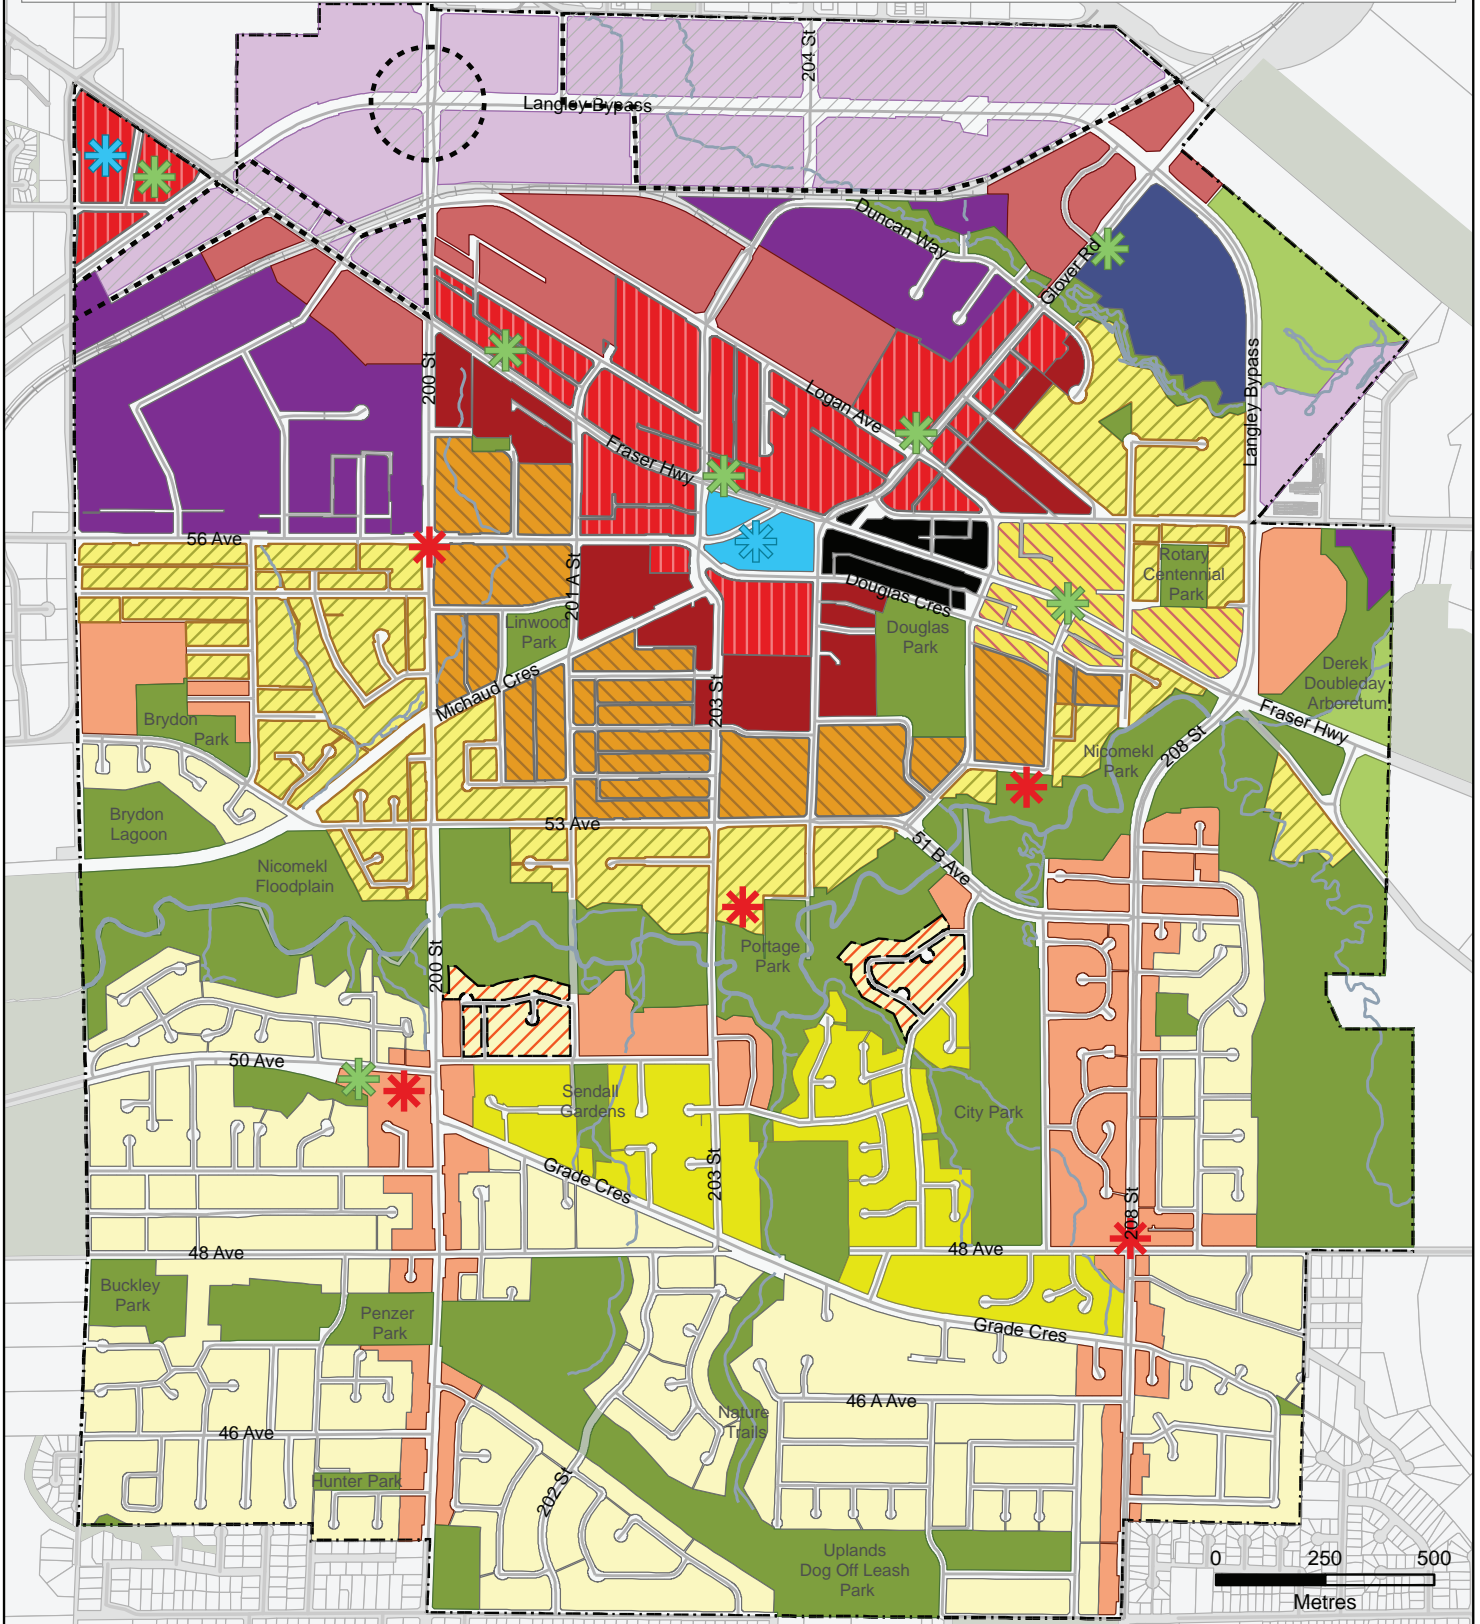 204 St
Langley Bypass
Duncan Way
Glover Rd
200 St
Langley Bypass
Logan Ave
Fraser Hwy
56 Ave
201 A St
Rotary
Centennial
Park
Douglas Cres
Linwood
Park
Douglas
Park
Derek
Doubleday
Arboretum
Michaud Cres
203 St
Brydon
Park
Fraser Hwy
208 St
Nicomekl
Park
Brydon
Lagoon
53 Ave
51 B Ave
Nicomekl
Floodplain
Portage
Park
200 St
50 Ave
Sendall
Gardens
City Park
Grade Cres
203 St
208 St
48 Ave
48 Ave
Buckley
Park
Penzer
Park
Grade Cres
46 A Ave
Nature
Trails
46 Ave
Hunter Park
202 St
Uplands
Dog Off Leash
Park
0 250 500
Metres